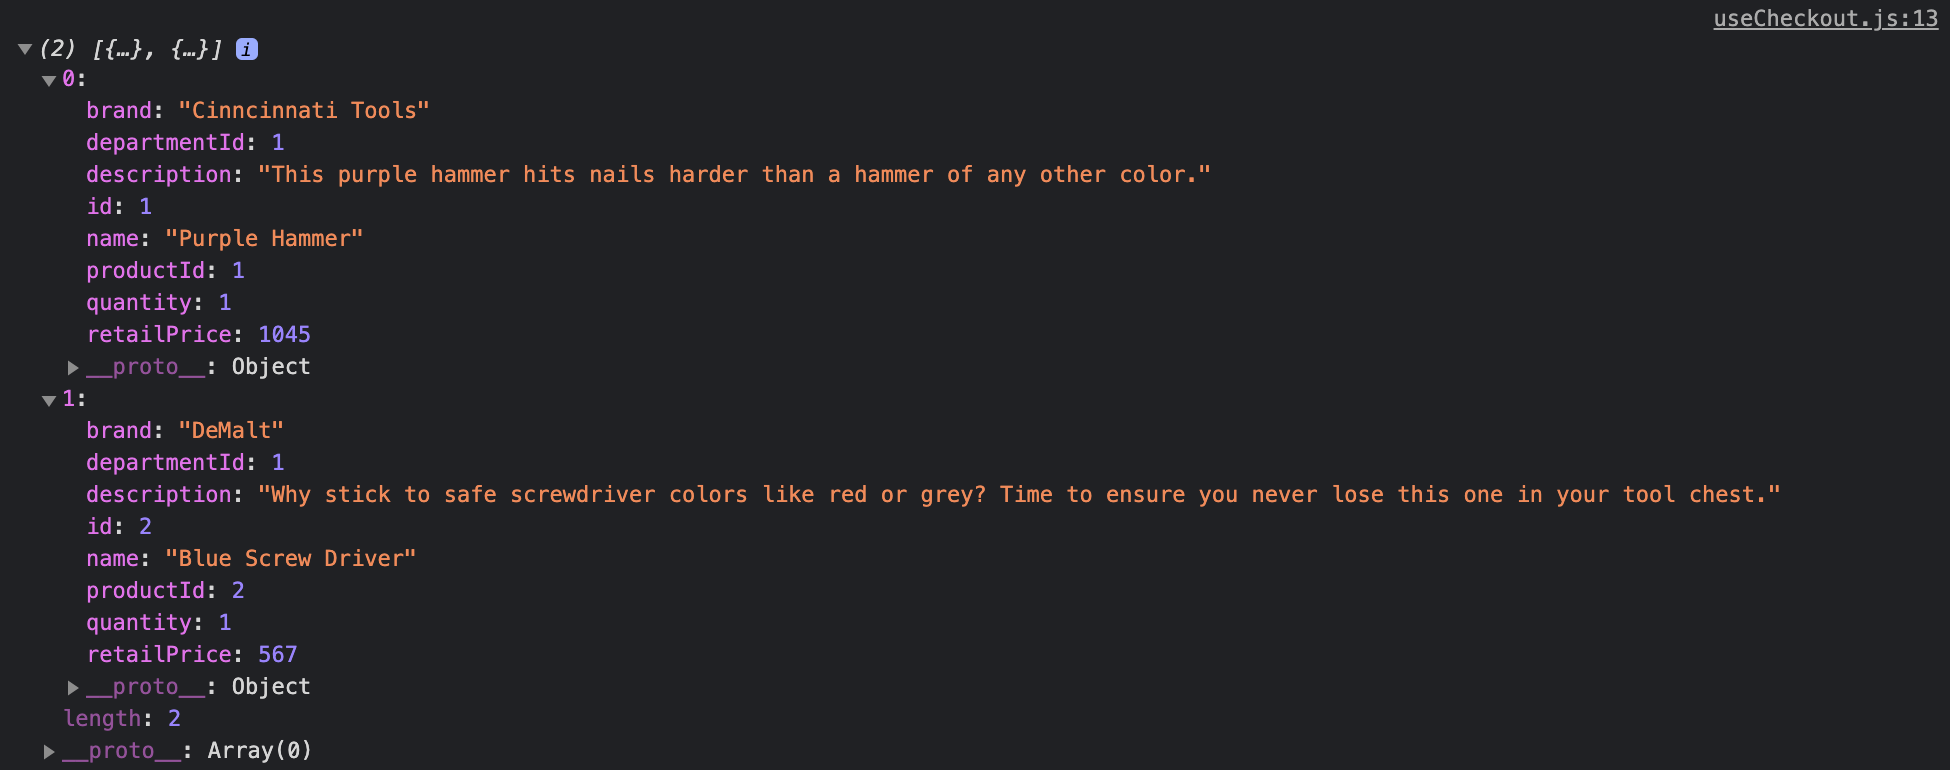 useCheckout.js:13
▼(2) [{…}, {…}] i
▼0:
brand: "Cinncinnati Tools"
departmentId: 1
description: "This purple hammer hits nails harder than a hammer of any other color."
id: 1
name: "Purple Hammer"
productId: 1
quantity: 1
retailPrice: 1045
▶__proto__: Object
▼1:
brand: "DeMalt"
departmentId: 1
description: "Why stick to safe screwdriver colors like red or grey? Time to ensure you never lose this one in your tool chest."
id: 2
name: "Blue Screw Driver"
productId: 2
quantity: 1
retailPrice: 567
▶__proto__: Object
length: 2
▶__proto__: Array(0)